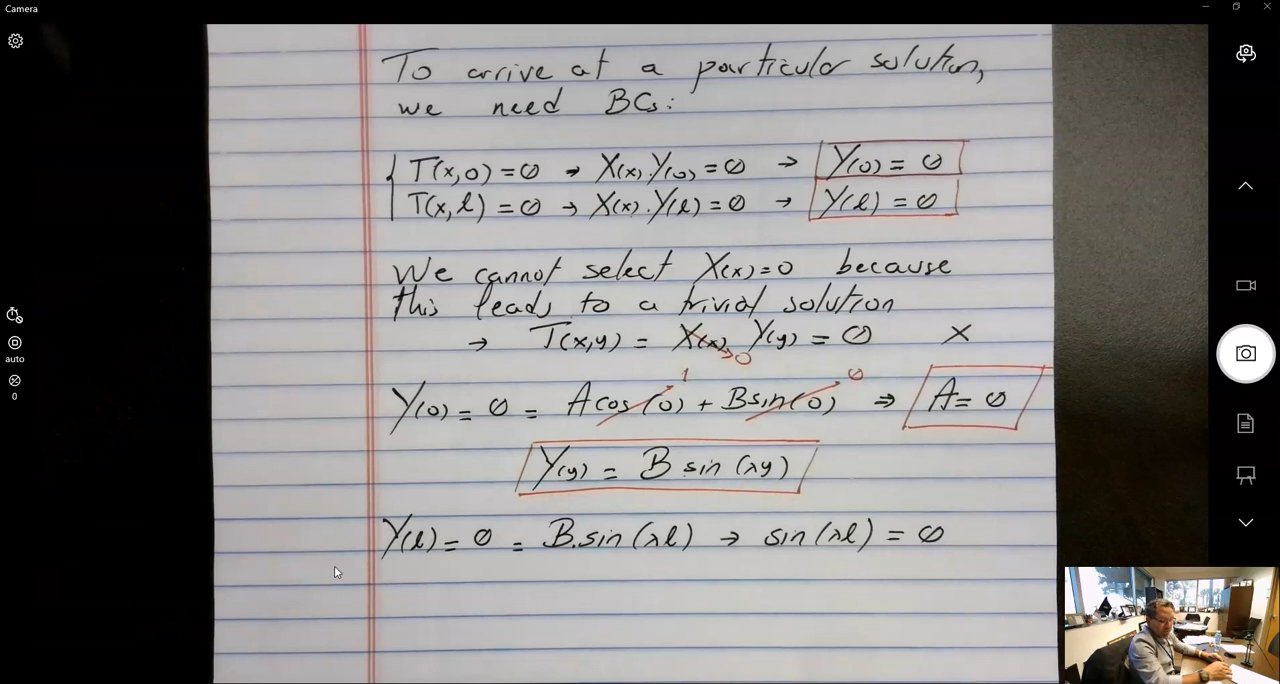 Camera
To arrive at a particular solution,
we need BCs:
T(x,0) = 0 → X(x).Y(0) = 0 → Y(0) = 0
T(x,l) = 0 → X(x).Y(l) = 0 → Y(l) = 0
We cannot select X(x)=0 because
this leads to a trivial solution
→ T(x,y) = X(x) Y(y) = 0 X
0
1 0
Y(0) = 0 = A cos(0) + B sin(0) ⇒ A = 0
Y(y) = B sin(λy)
Y(l) = 0 = B.sin(λl) → sin(λl) = 0
auto
0